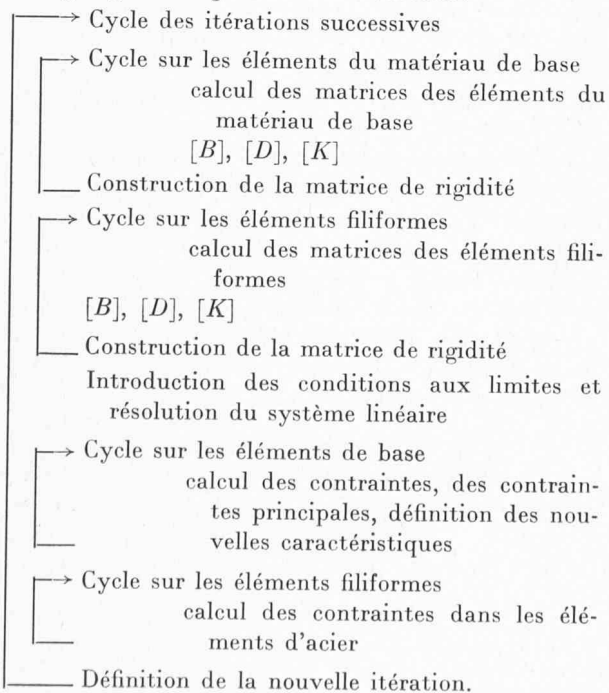 Cycle des itérations successives
Cycle sur les éléments du matériau de base
calcul des matrices des éléments du
matériau de base
[B], [D], [K]
Construction de la matrice de rigidité
Cycle sur les éléments filiformes
calcul des matrices des éléments fili-
formes
[B], [D], [K]
Construction de la matrice de rigidité
Introduction des conditions aux limites et
résolution du système linéaire
Cycle sur les éléments de base
calcul des contraintes, des contrain-
tes principales, définition des nou-
velles caractéristiques
Cycle sur les éléments filiformes
calcul des contraintes dans les élé-
ments d'acier
Définition de la nouvelle itération.